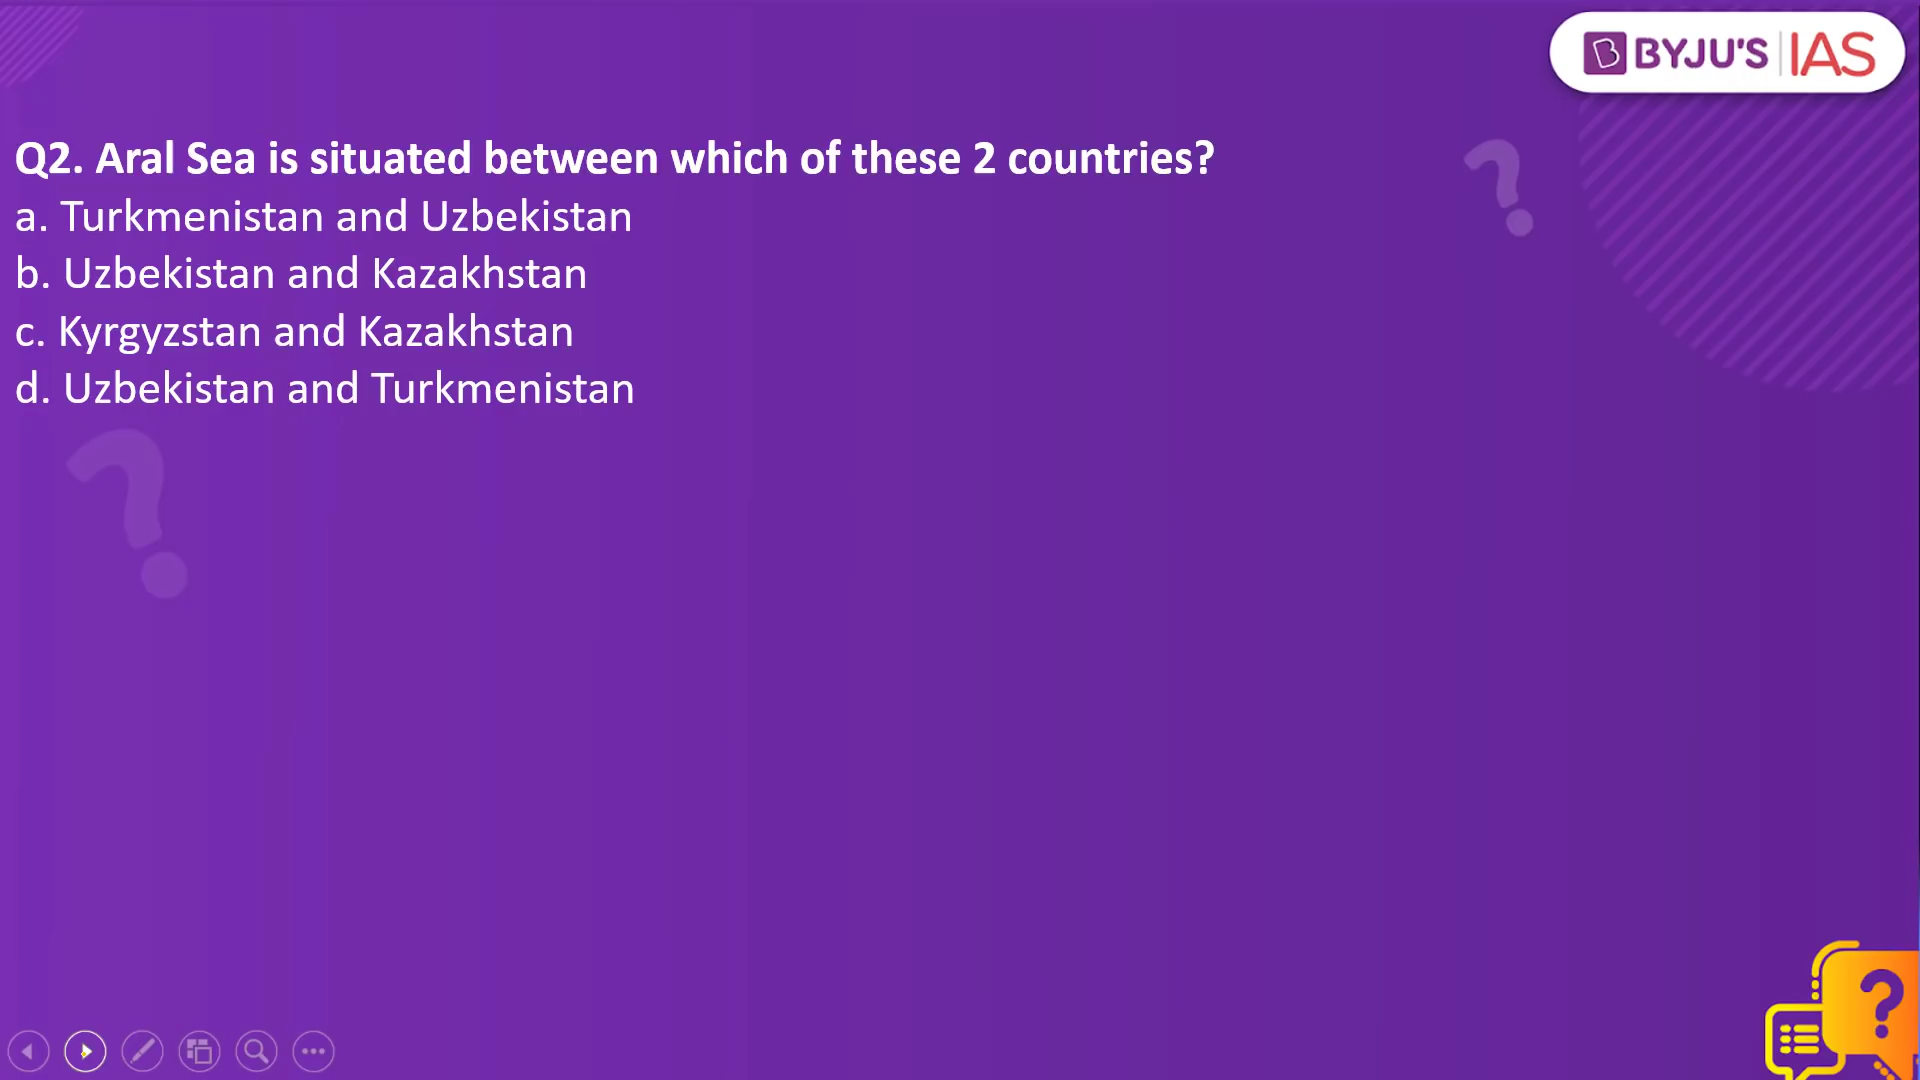 BYJU'S IAS
Q2. Aral Sea is situated between which of these 2 countries?
a. Turkmenistan and Uzbekistan
b. Uzbekistan and Kazakhstan
c. Kyrgyzstan and Kazakhstan
d. Uzbekistan and Turkmenistan